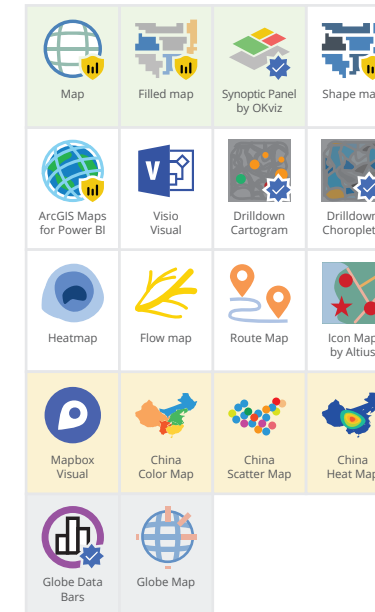 Map
Filled map
Synoptic Panel
by OKviz
Shape ma
ArcGIS Maps
for Power BI
V
Visio
Visual
Drilldown
Cartogram
Drilldown
Choroplet
Heatmap
Flow map
Route Map
Icon Map
by Altius
Mapbox
Visual
China
Color Map
China
Scatter Map
China
Heat Map
Globe Data
Bars
Globe Map